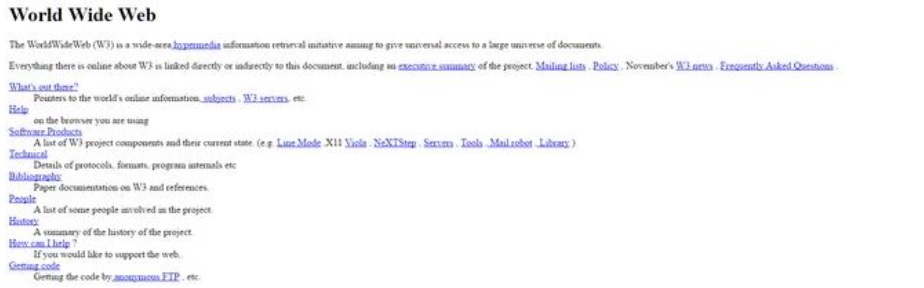 World Wide Web
The WorldWideWeb (W3) is a wide-area hypermedia information retrieval initiative aiming to give universal access to a large universe of documents.
Everything there is online about W3 is linked directly or indirectly to this document, including an executive summary of the project, Mailing lists , Policy , November's W3 news , Frequently Asked Questions .
What's out there?
Pointers to the world's online information, subjects , W3 servers, etc.
Help
on the browser you are using
Software Products
A list of W3 project components and their current state. (e.g. Line Mode ,X11 Viola , NeXTStep , Servers , Tools , Mail robot , Library )
Technical
Details of protocols, formats, program internals etc
Bibliography
Paper documentation on W3 and references.
People
A list of some people involved in the project.
History
A summary of the history of the project.
How can I help ?
If you would like to support the web..
Getting code
Getting the code by anonymous FTP , etc.